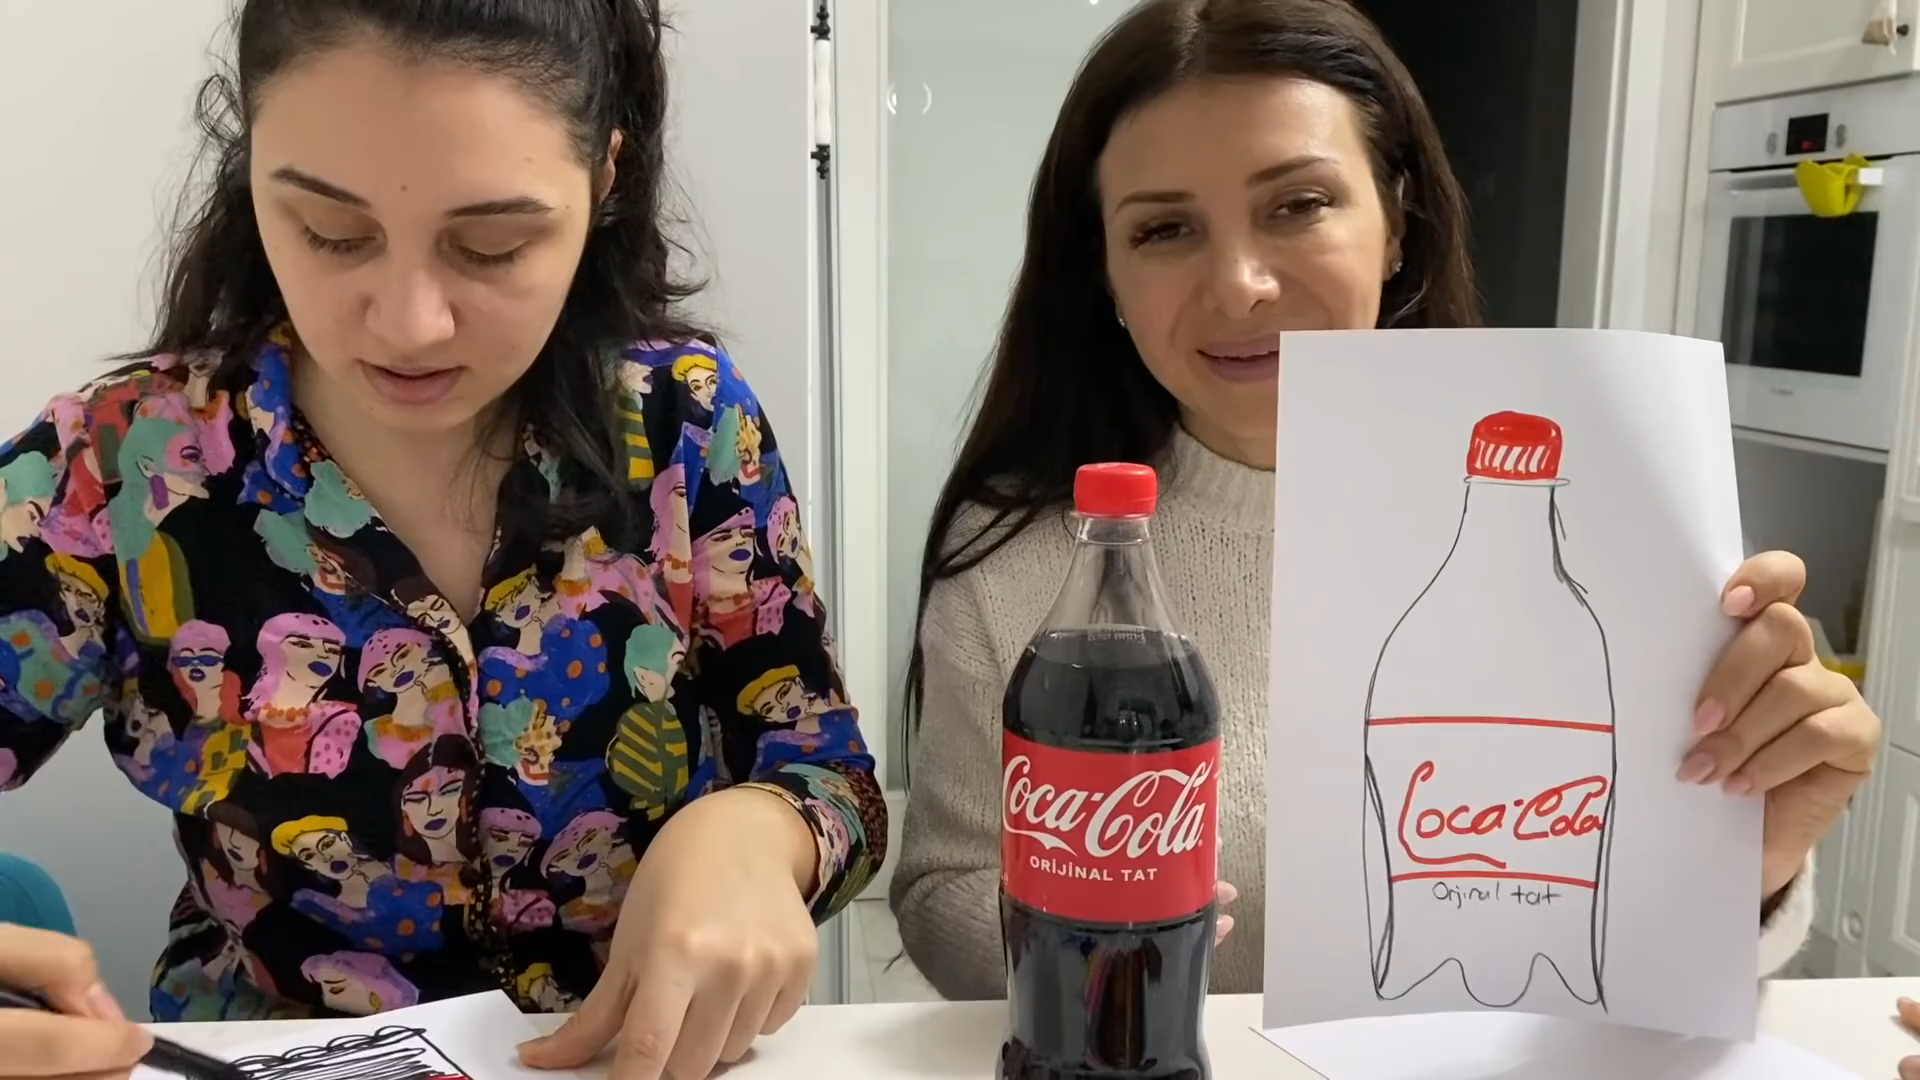 Coca-Cola
ORİJİNAL TAT
Coca-Cola
Orjinal tat